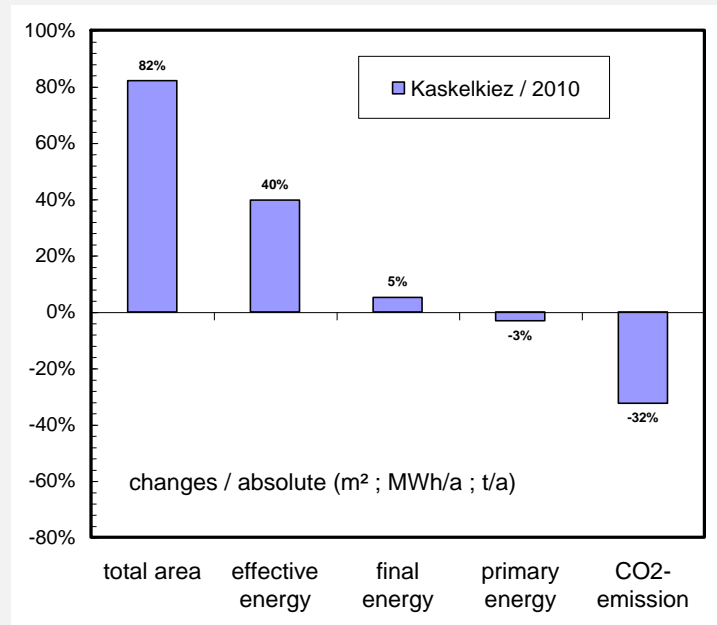 100%
80%
60%
40%
20%
0%
-20%
-40%
-60%
-80%
82%
40%
5%
-3%
-32%
Kaskelkiez / 2010
changes / absolute (m² ; MWh/a ; t/a)
total area
effective
energy
final
energy
primary
energy
CO2-
emission